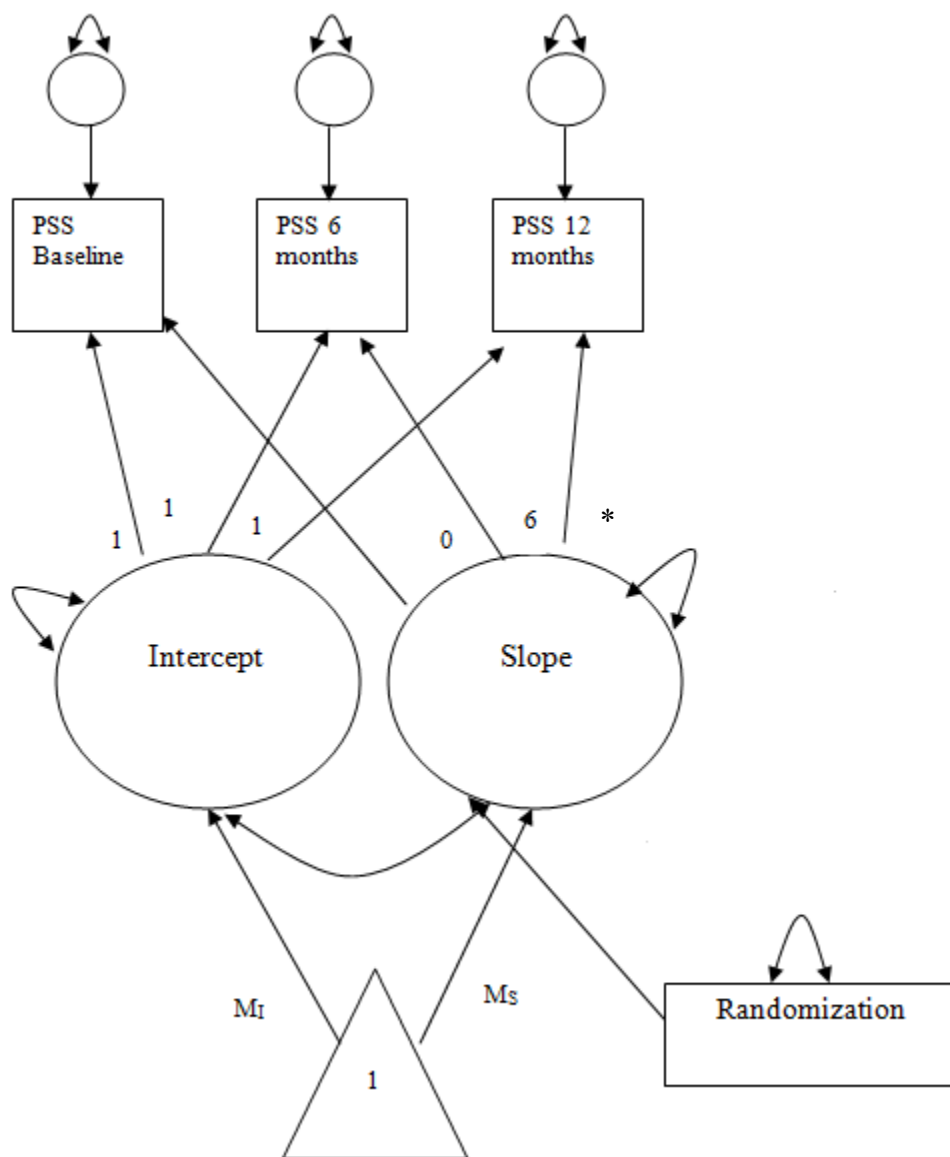 PSS
Baseline
PSS 6
months
PSS 12
months
1
1
1
0
6
*
Intercept
Slope
MI
MS
1
Randomization